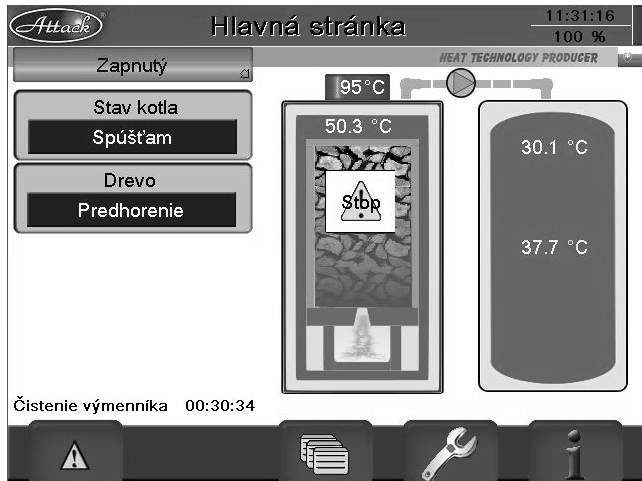 Attack
Hlavná stránka
11:31:16
100 %
HEAT TECHNOLOGY PRODUCER
Zapnutý
95°C
Stav kotla
Spúšťam
50.3 °C
30.1 °C
Drevo
Predhorenie
Stop
37.7 °C
Čistenie výmenníka 00:30:34